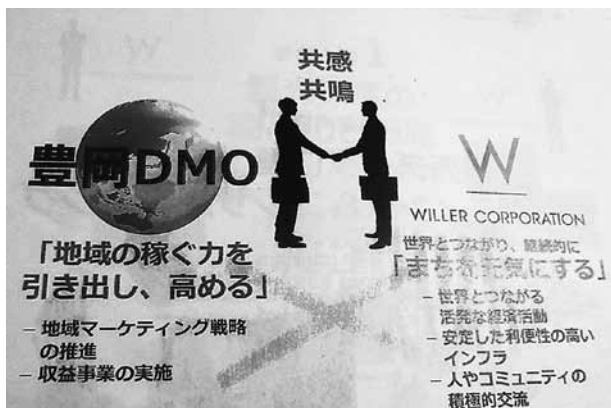 共感
共鳴
豊岡DMO
「地域の稼ぐ力を
引き出し、高める」
– 地域マーケティング戦略
の推進
– 収益事業の実施
W
WILLER CORPORATION
世界とつながり、継続的に
「まちを元気にする」
– 世界とつながる
活発な経済活動
– 安定した利便性の高い
インフラ
– 人やコミュニティの
積極的交流